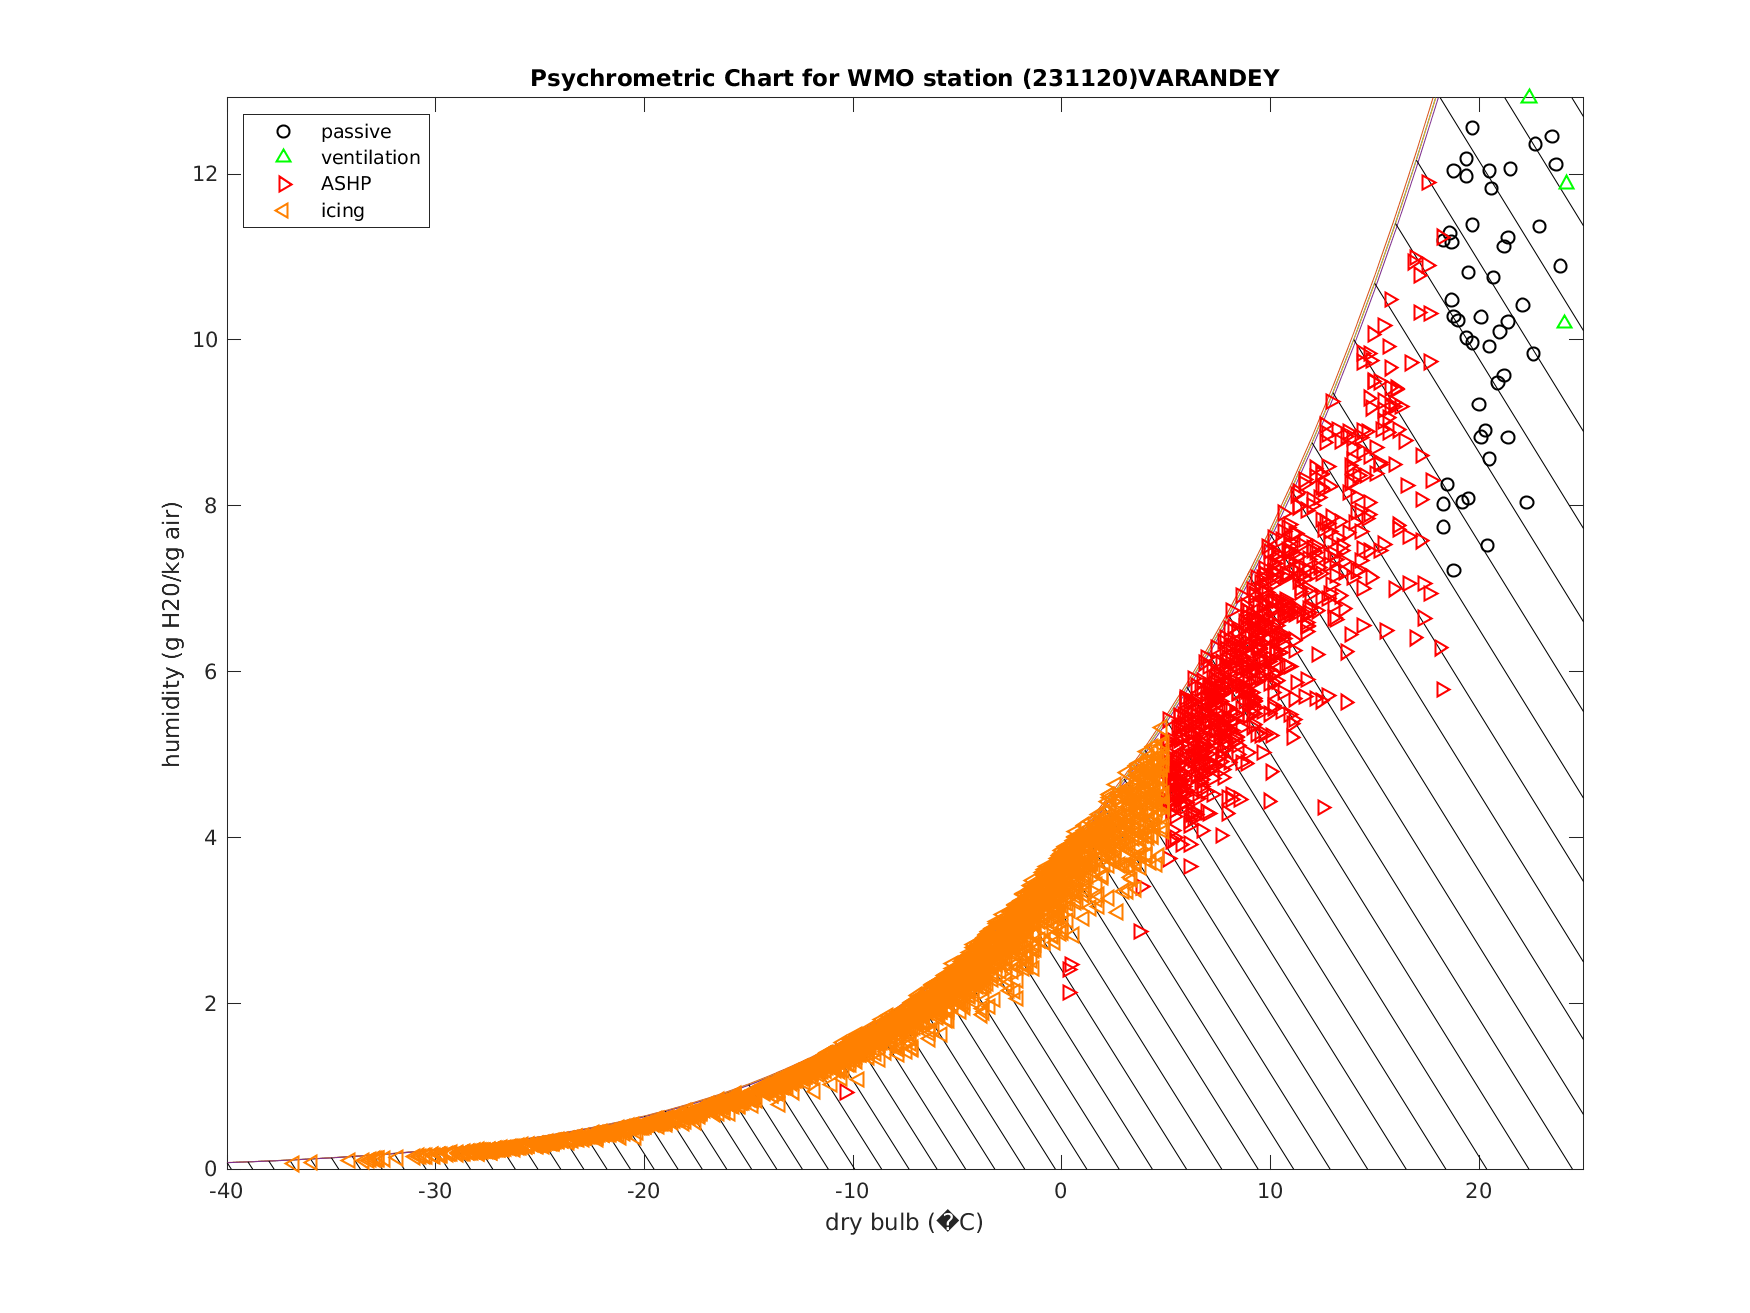 Psychrometric Chart for WMO station (231120)VARANDEY
passive
ventilation
ASHP
icing
humidity (g H20/kg air)
12
10
8
6
4
2
0
-40 -30 -20 -10 0 10 20
dry bulb (�C)